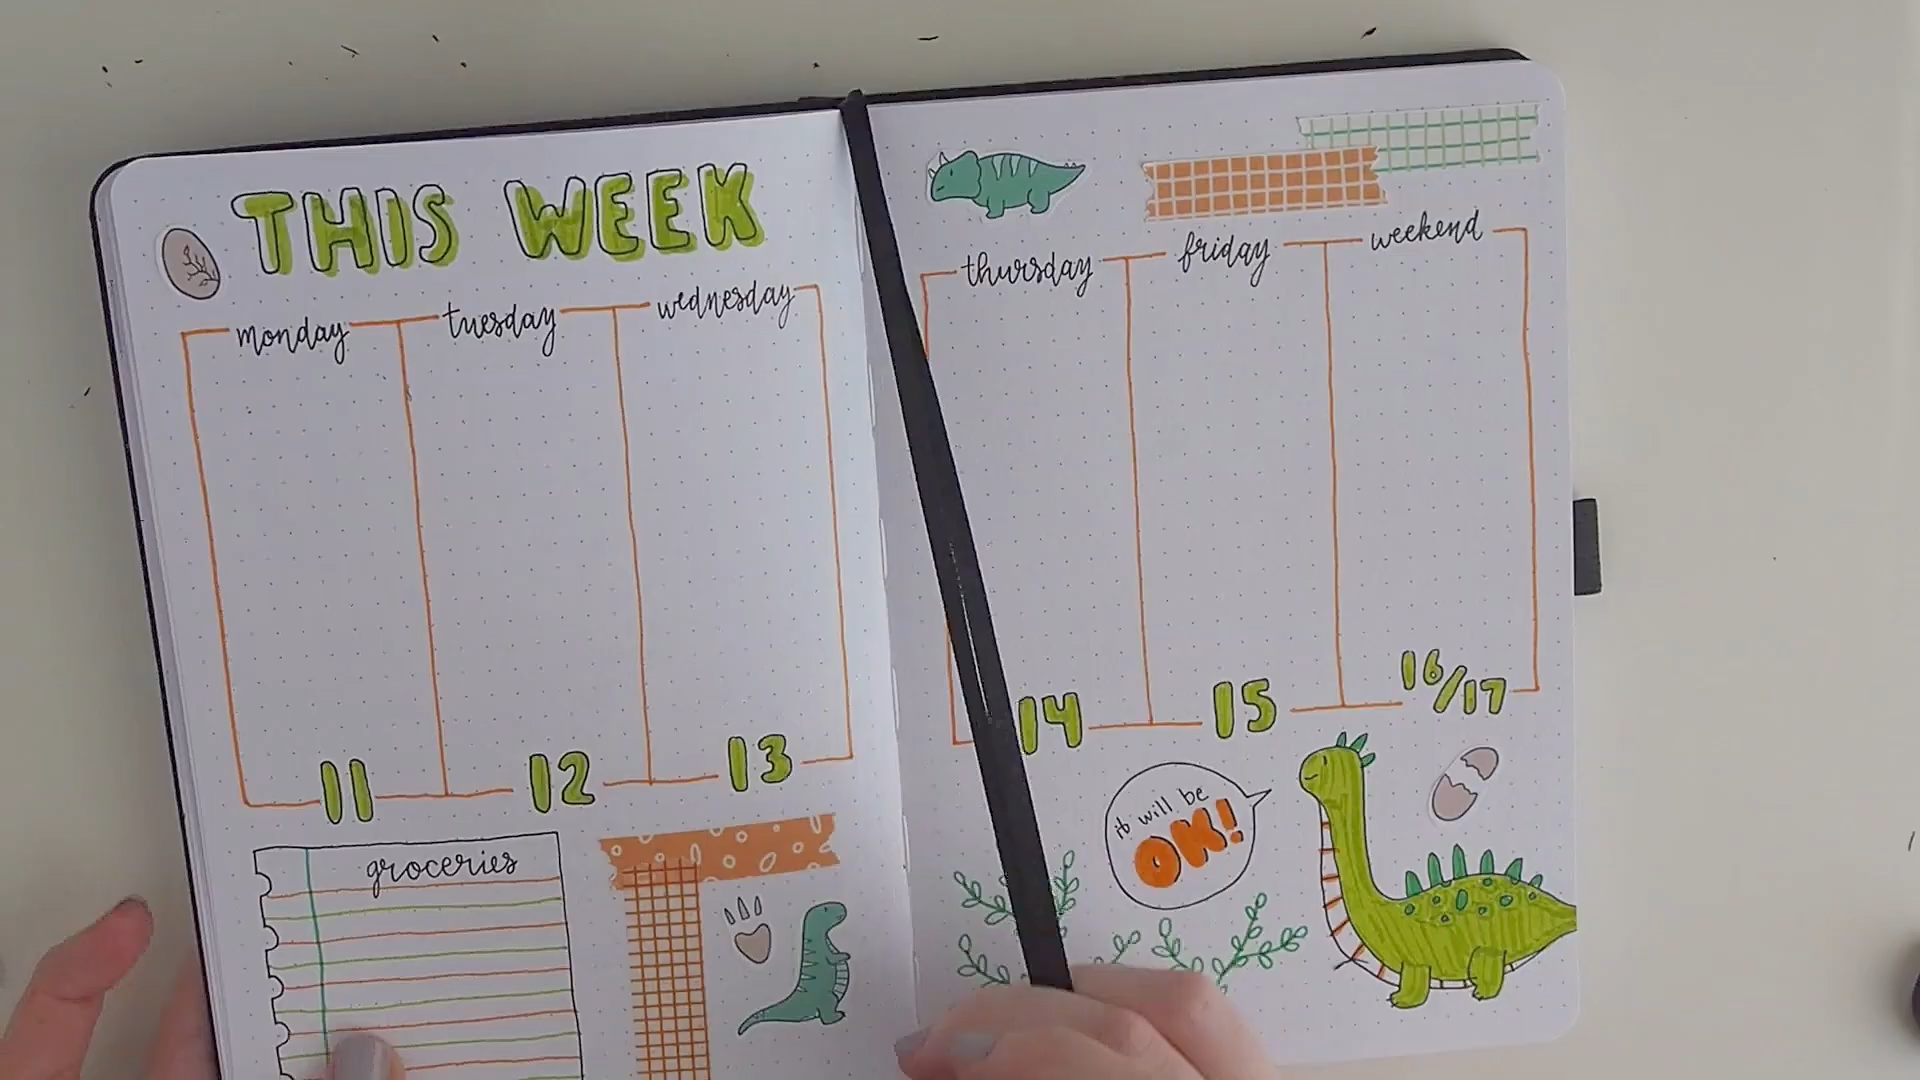 THIS WEEK
monday
tuesday
wednesday
11
12
13
groceries
thursday
friday
weekend
14
15
16/17
it will be
OK!